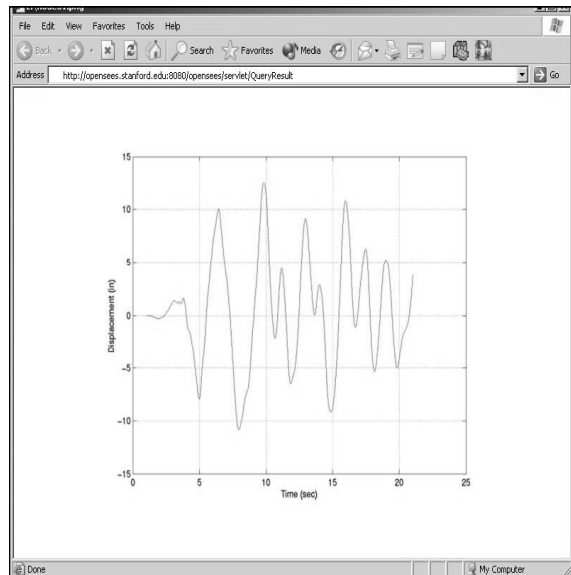 File Edit View Favorites Tools Help
Back Search Favorites Media
Address http://opensees.stanford.edu:8080/opensees/servlet/QueryResult Go
15
10
5
0
-5
-10
-15
Displacement (in)
0 5 10 15 20 25
Time (sec)
Done My Computer